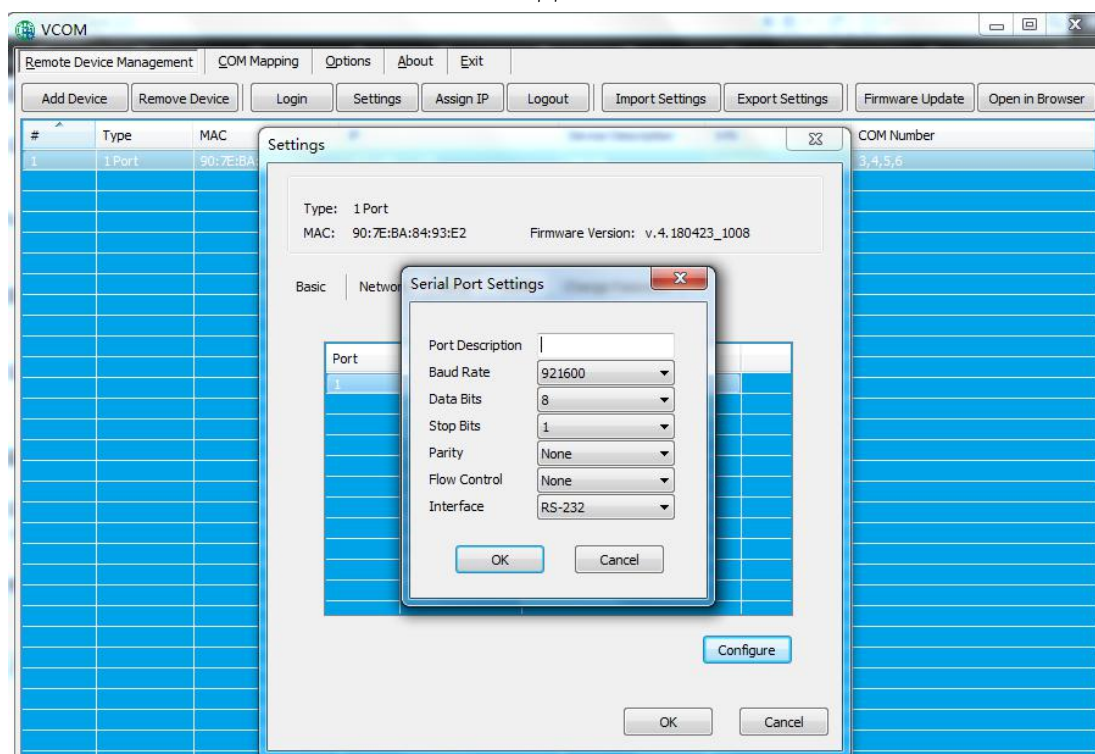 VCOM
Remote Device Management COM Mapping Options About Exit
Add Device Remove Device Login Settings Assign IP Logout Import Settings Export Settings Firmware Update Open in Browser
# Type MAC COM Number
1 1 Port 90:7E:BA 3,4,5,6
Settings
Type: 1 Port
MAC: 90:7E:BA:84:93:E2 Firmware Version: v.4.180423_1008
Basic Networ
Serial Port Settings
Port Description
Baud Rate 921600
Data Bits 8
Stop Bits 1
Parity None
Flow Control None
Interface RS-232
OK Cancel
Port
1
Configure
OK Cancel